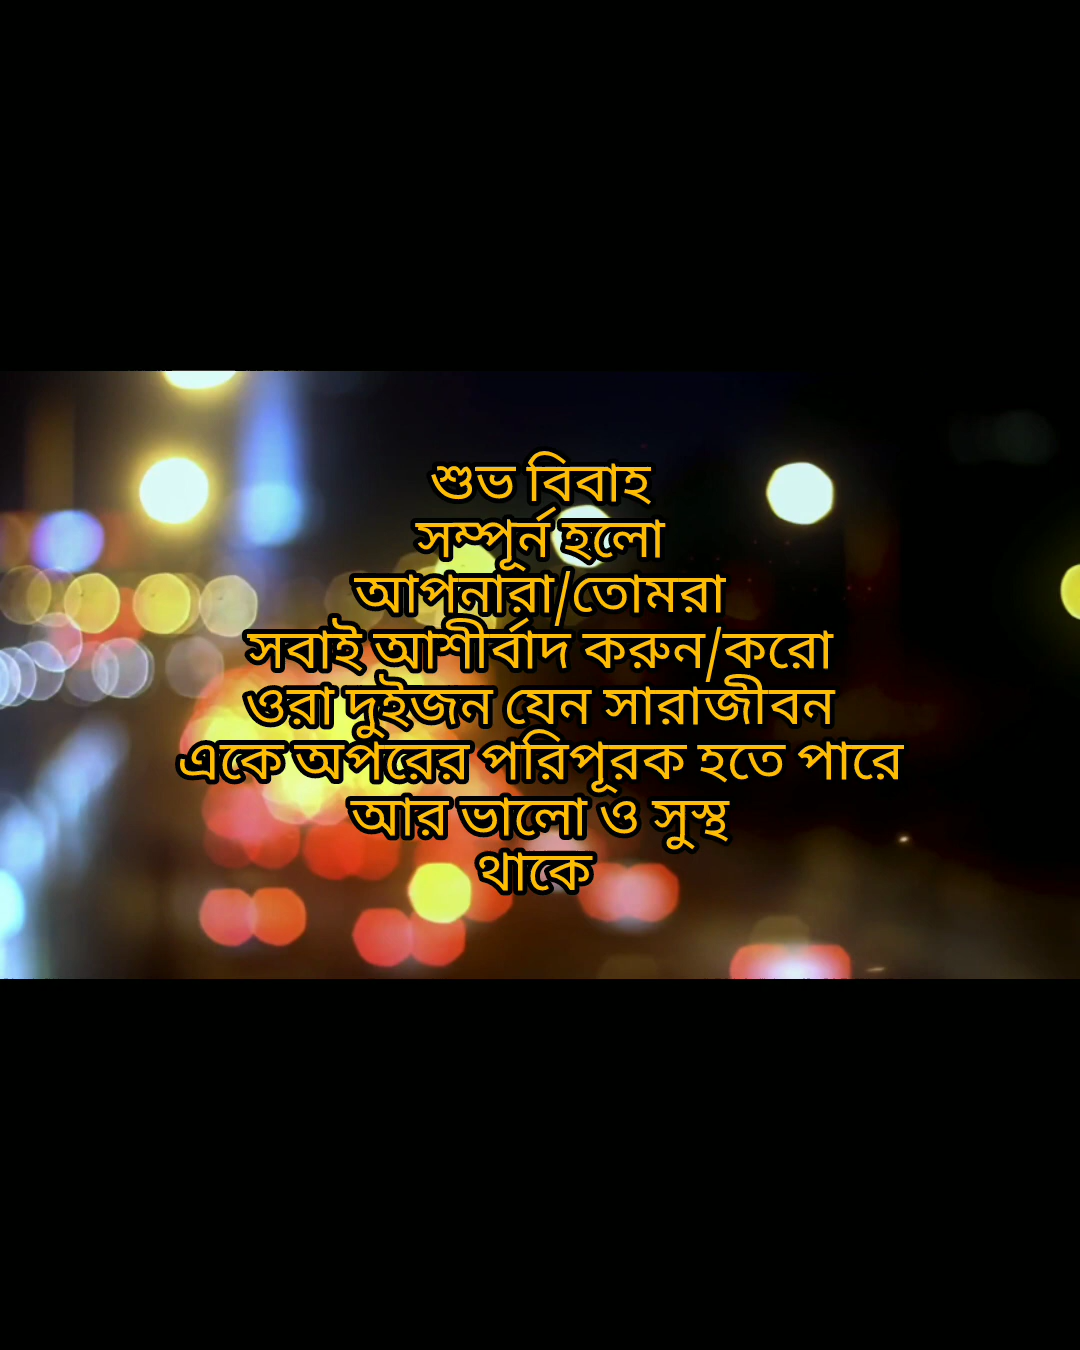 শুভ বিবাহ
সম্পূর্ন হলো
আপনারা/তোমরা
সবাই আশীর্বাদ করুন/করো
ওরা দুইজন যেন সারাজীবন
একে অপরের পরিপূরক হতে পারে
আর ভালো ও সুস্থ
থাকে